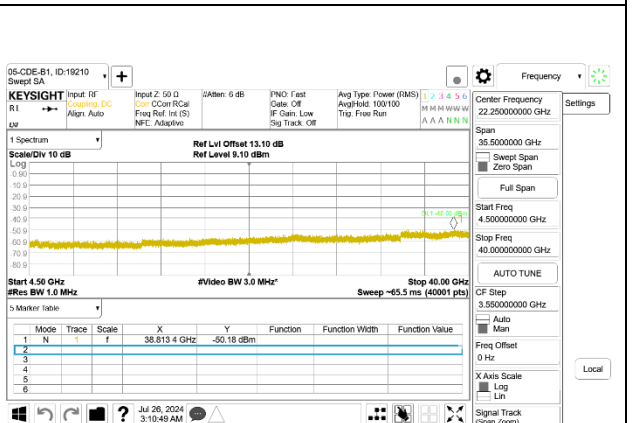 05-CDE-B1, ID:19210
Swept SA
Frequency
Settings
KEYSIGHT
Input: RF
Coupling: DC
Align: Auto
Input Z: 50 Ω
Corr CCorr RCal
Freq Ref: Int (S)
NFE: Adaptive
#Atten: 6 dB
PNO: Fast
Gate: Off
IF Gain: Low
Sig Track: Off
Avg Type: Power (RMS)
Avg|Hold: 100/100
Trig: Free Run
1 2 3 4 5 6
M M M W W W
A A A N N N
1 Spectrum
Scale/Div 10 dB
Ref Lvl Offset 13.10 dB
Ref Level 9.10 dBm
Log
-0.90
-10.9
-20.9
-30.9
-40.9
-50.9
-60.9
-70.9
-80.9
Start 4.50 GHz
#Res BW 1.0 MHz
#Video BW 3.0 MHz*
Stop 40.00 GHz
Sweep ~65.5 ms (40001 pts)
5 Marker Table
Mode Trace Scale X Y Function Function Width Function Value
1 N 1 f 38.813 4 GHz -50.18 dBm
2
3
4
5
6
Jul 26, 2024
3:10:49 AM
Center Frequency
22.250000000 GHz
Span
35.5000000 GHz
Swept Span
Zero Span
Full Span
Start Freq
4.500000000 GHz
Stop Freq
40.000000000 GHz
AUTO TUNE
CF Step
3.550000000 GHz
Auto
Man
Freq Offset
0 Hz
X Axis Scale
Log
Lin
Signal Track
(Span Zoom)
Local